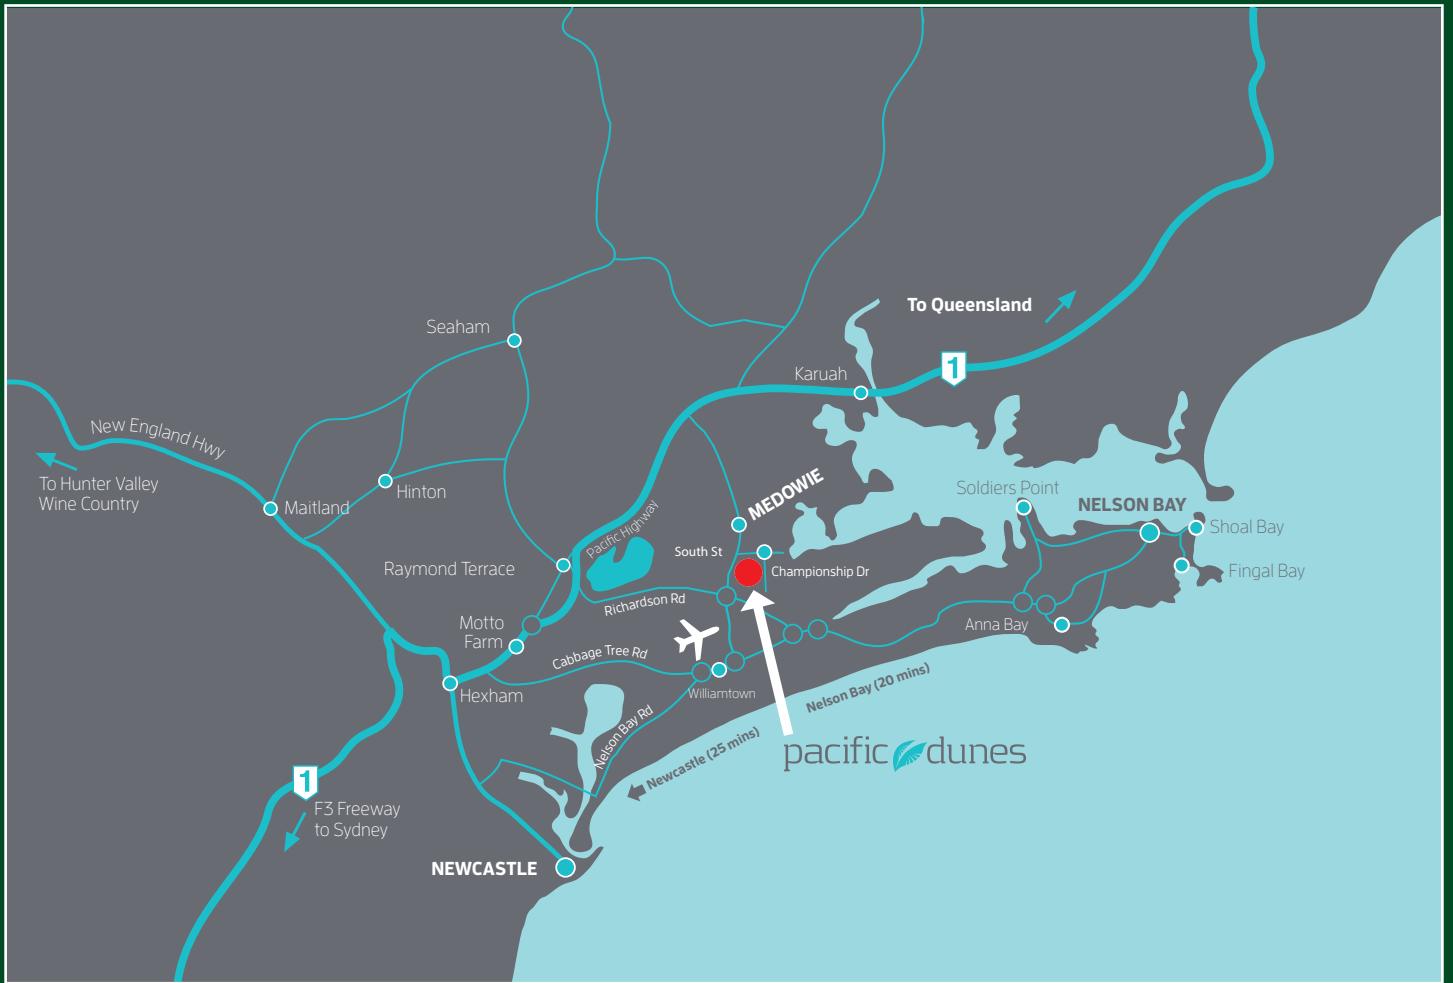 To Queensland
1
Seaham
Karuah
New England Hwy
To Hunter Valley
Wine Country
Hinton
Maitland
MEDOWIE
Soldiers Point
NELSON BAY
Shoal Bay
Pacific Highway
South St
Raymond Terrace
Championship Dr
Fingal Bay
Richardson Rd
Motto
Farm
Anna Bay
Cabbage Tree Rd
Hexham
Williamtown
Nelson Bay (20 mins)
Nelson Bay Rd
Newcastle (25 mins)
pacific dunes
1
F3 Freeway
to Sydney
NEWCASTLE